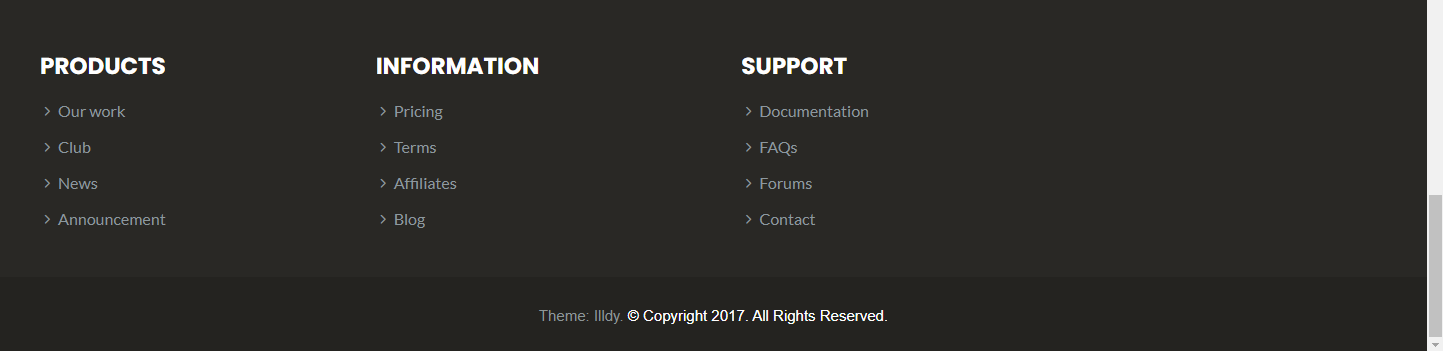 PRODUCTS
Our work
Club
News
Announcement
INFORMATION
Pricing
Terms
Affiliates
Blog
SUPPORT
Documentation
FAQs
Forums
Contact
Theme: Illdy. © Copyright 2017. All Rights Reserved.